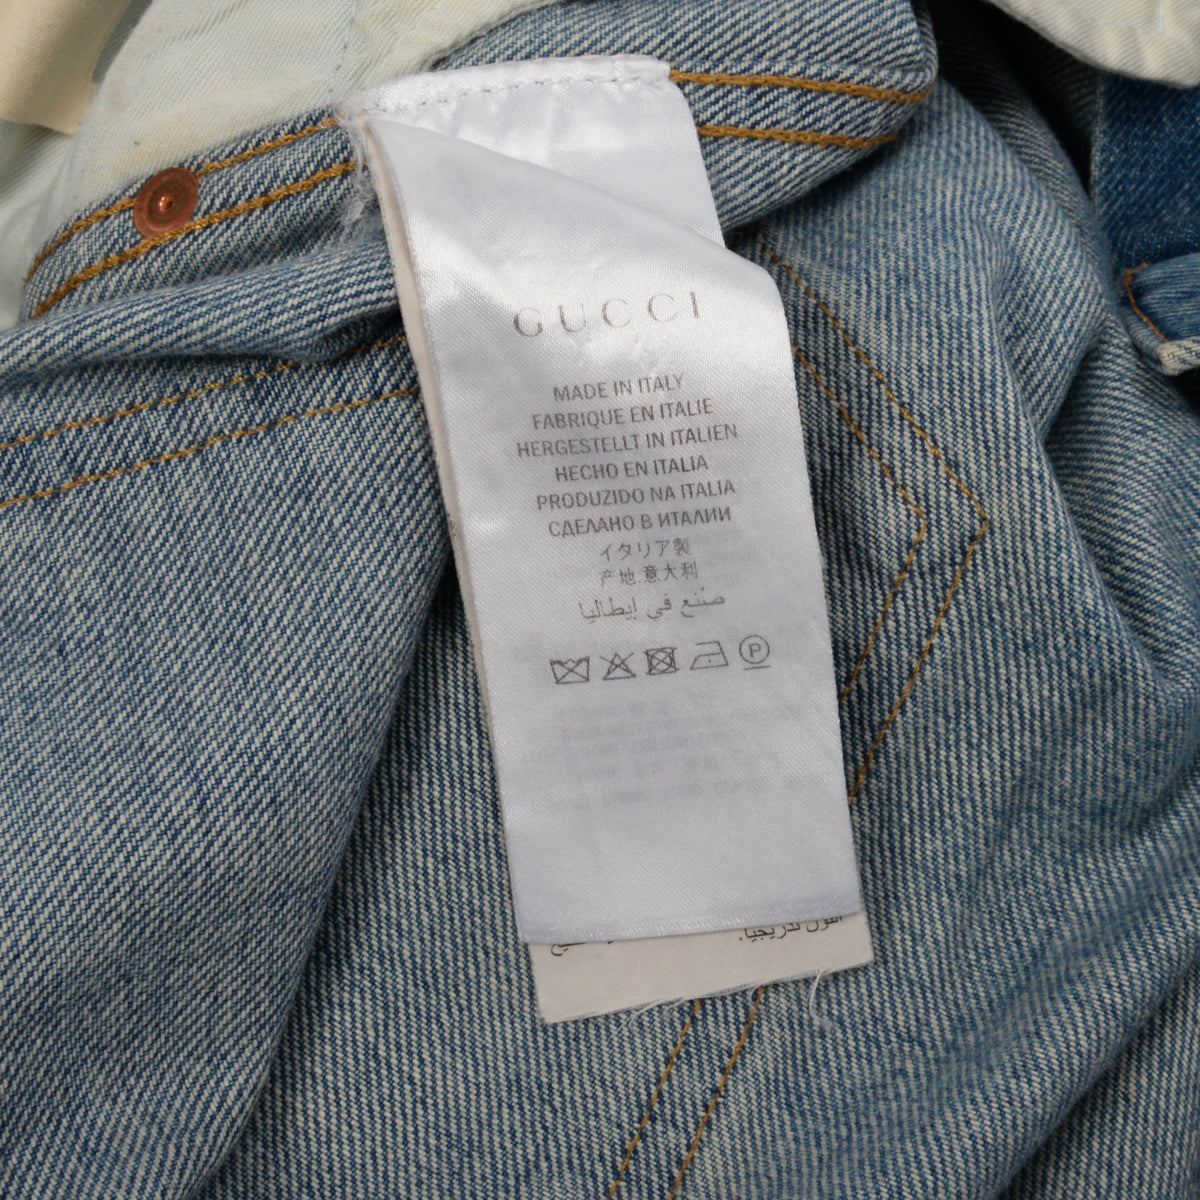 GUCCI
MADE IN ITALY
FABRIQUE EN ITALIE
HERGESTELLT IN ITALIEN
HECHO EN ITALIA
PRODUZIDO NA ITALIA
СДЕЛАНО В ИТАЛИИ
イタリア製
产地.意大利
صُنّع في إيطاليا
P
تدريجيا.